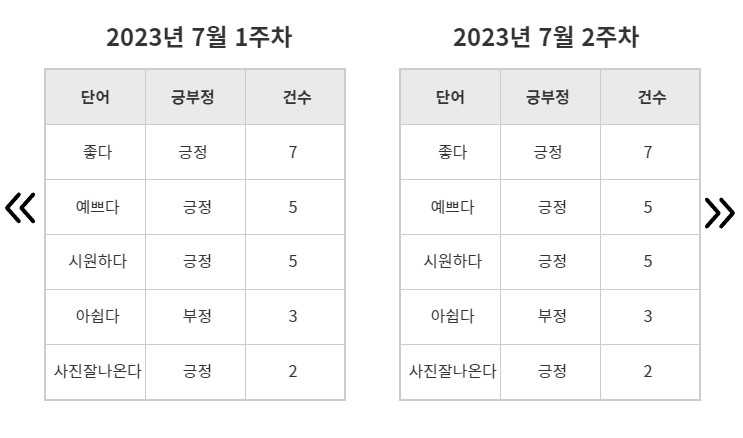 2023년 7월 1주차
단어 긍부정 건수
좋다 긍정 7
예쁘다 긍정 5
시원하다 긍정 5
아쉽다 부정 3
사진잘나온다 긍정 2
2023년 7월 2주차
단어 긍부정 건수
좋다 긍정 7
예쁘다 긍정 5
시원하다 긍정 5
아쉽다 부정 3
사진잘나온다 긍정 2